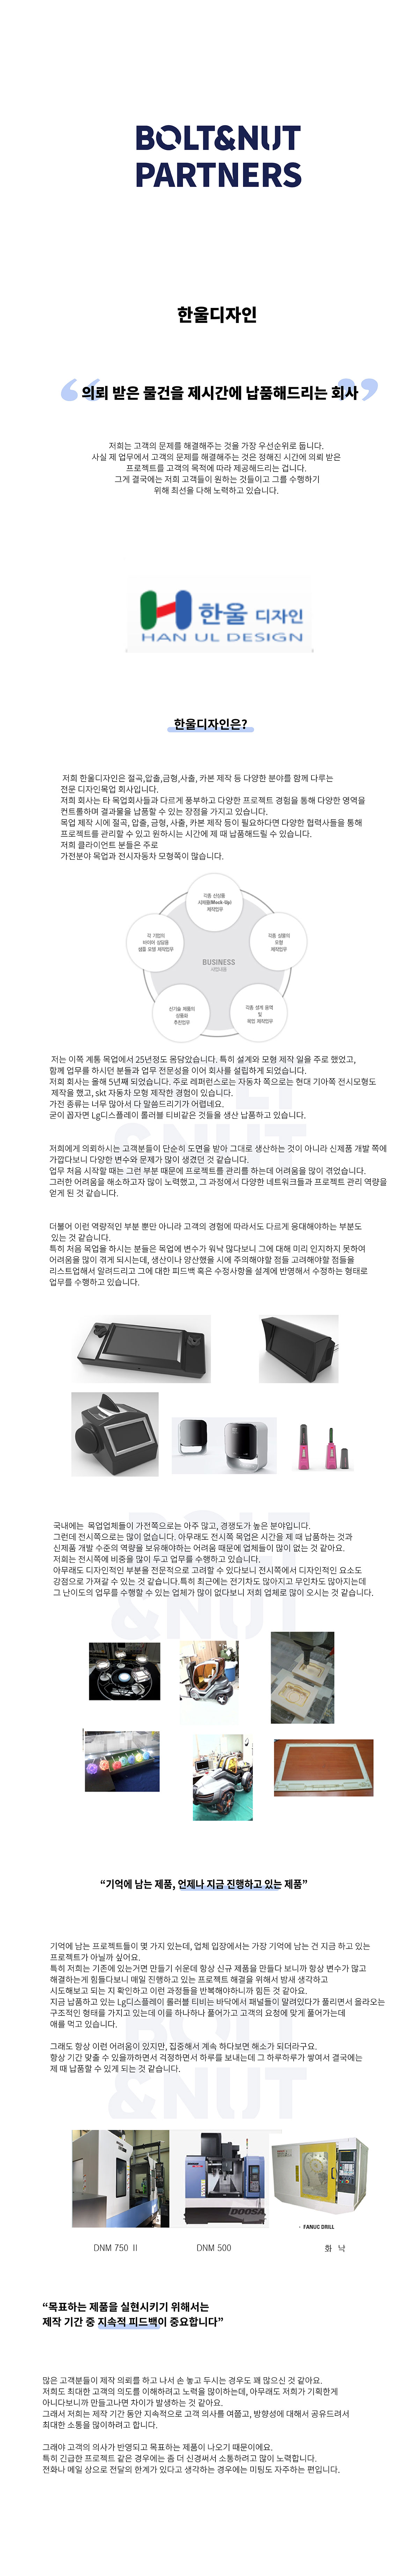 BOLT&NUT
PARTNERS
한울디자인
의뢰 받은 물건을 제시간에 납품해드리는 회사
저희는 고객의 문제를 해결해주는 것을 가장 우선순위로 둡니다.
사실 제 업무에서 고객의 문제를 해결해주는 것은 정해진 시간에 의뢰 받은
프로젝트를 고객의 목적에 따라 제공해드리는 겁니다.
그게 결국에는 저희 고객들이 원하는 것들이고 그를 수행하기
위해 최선을 다해 노력하고 있습니다.
한울 디자인
HAN UL DESIGN
한울디자인은?
저희 한울디자인은 절곡,압출,금형,사출, 카본 제작 등 다양한 분야를 함께 다루는
전문 디자인목업 회사입니다.
저희 회사는 타 목업회사들과 다르게 풍부하고 다양한 프로젝트 경험을 통해 다양한 영역을
컨트롤하며 결과물을 납품할 수 있는 장점을 가지고 있습니다.
목업 제작 시에 절곡, 압출, 금형, 사출, 카본 제작 등이 필요하다면 다양한 협력사들을 통해
프로젝트를 관리할 수 있고 원하시는 시간에 제 때 납품해드릴 수 있습니다.
저희 클라이언트 분들은 주로
가전분야 목업과 전시자동차 모형쪽이 많습니다.
각종 신상품
시제품(Mock-Up)
제작업무
각 기업의
바이어 상담용
샘플 모형 제작업무
각종 상품의
모형
제작업무
BUSINESS
사업내용
신기술 제품의
상품화
추진업무
각종 설계 용역
및
목업 제작업무
저는 이쪽 계통 목업에서 25년정도 몸담았습니다. 특히 설계와 모형 제작 일을 주로 했었고,
함께 업무를 하시던 분들과 업무 전문성을 이어 회사를 설립하게 되었습니다.
저희 회사는 올해 5년째 되었습니다. 주로 레퍼런스로는 자동차 쪽으로는 현대 기아쪽 전시모형도
제작을 했고, skt 자동차 모형 제작한 경험이 있습니다.
가전 종류는 너무 많아서 다 말씀드리기가 어렵네요.
굳이 꼽자면 Lg디스플레이 롤러블 티비같은 것들을 생산 납품하고 있습니다.
저희에게 의뢰하시는 고객분들이 단순히 도면을 받아 그대로 생산하는 것이 아니라 신제품 개발 쪽에
가깝다보니 다양한 변수와 문제가 많이 생겼던 것 같습니다.
업무 처음 시작할 때는 그런 부분 때문에 프로젝트를 관리를 하는데 어려움을 많이 겪었습니다.
그러한 어려움을 해소하고자 많이 노력했고, 그 과정에서 다양한 네트워크들과 프로젝트 관리 역량을
얻게 된 것 같습니다.
더불어 이런 역량적인 부분 뿐만 아니라 고객의 경험에 따라서도 다르게 응대해야하는 부분도
있는 것 같습니다.
특히 처음 목업을 하시는 분들은 목업에 변수가 워낙 많다보니 그에 대해 미리 인지하지 못하여
어려움을 많이 겪게 되시는데, 생산이나 양산했을 시에 주의해야할 점들 고려해야할 점들을
리스트업해서 알려드리고 그에 대한 피드백 혹은 수정사항을 설계에 반영해서 수정하는 형태로
업무를 수행하고 있습니다.
국내에는 목업업체들이 가전쪽으로는 아주 많고, 경쟁도가 높은 분야입니다.
그런데 전시쪽으로는 많이 없습니다. 아무래도 전시쪽 목업은 시간을 제 때 납품하는 것과
신제품 개발 수준의 역량을 보유해야하는 어려움 때문에 업체들이 많이 없는 것 같아요.
저희는 전시쪽에 비중을 많이 두고 업무를 수행하고 있습니다.
아무래도 디자인적인 부분을 전문적으로 고려할 수 있다보니 전시쪽에서 디자인적인 요소도
강점으로 가져갈 수 있는 것 같습니다.특히 최근에는 전기차도 많아지고 무인차도 많아지는데
그 난이도의 업무를 수행할 수 있는 업체가 많이 없다보니 저희 업체로 많이 오시는 것 같습니다.
“기억에 남는 제품, 언제나 지금 진행하고 있는 제품”
기억에 남는 프로젝트들이 몇 가지 있는데, 업체 입장에서는 가장 기억에 남는 건 지금 하고 있는
프로젝트가 아닐까 싶어요.
특히 저희는 기존에 있는거면 만들기 쉬운데 항상 신규 제품을 만들다 보니까 항상 변수가 많고
해결하는게 힘들다보니 매일 진행하고 있는 프로젝트 해결을 위해서 밤새 생각하고
시도해보고 되는 지 확인하고 이런 과정들을 반복해야하니까 힘든 것 같아요.
지금 납품하고 있는 Lg디스플레이 롤러블 티비는 바닥에서 패널들이 말려있다가 풀리면서 올라오는
구조적인 형태를 가지고 있는데 이를 하나하나 풀어가고 고객의 요청에 맞게 풀어가는데
애를 먹고 있습니다.
그래도 항상 이런 어려움이 있지만, 집중해서 계속 하다보면 해소가 되더라구요.
항상 기간 맞출 수 있을까하면서 걱정하면서 하루를 보내는데 그 하루하루가 쌓여서 결국에는
제 때 납품할 수 있게 되는 것 같습니다.
DOOSAN
· FANUC DRILL
DNM 750 Ⅱ
DNM 500
화 낙
“목표하는 제품을 실현시키기 위해서는
제작 기간 중 지속적 피드백이 중요합니다”
많은 고객분들이 제작 의뢰를 하고 나서 손 놓고 두시는 경우도 꽤 많으신 것 같아요.
저희도 최대한 고객의 의도를 이해하려고 노력을 많이하는데, 아무래도 저희가 기획한게
아니다보니까 만들고나면 차이가 발생하는 것 같아요.
그래서 저희는 제작 기간 동안 지속적으로 고객 의사를 여쭙고, 방향성에 대해서 공유드려서
최대한 소통을 많이하려고 합니다.
그래야 고객의 의사가 반영되고 목표하는 제품이 나오기 때문이에요.
특히 긴급한 프로젝트 같은 경우에는 좀 더 신경써서 소통하려고 많이 노력합니다.
전화나 메일 상으로 전달의 한계가 있다고 생각하는 경우에는 미팅도 자주하는 편입니다.